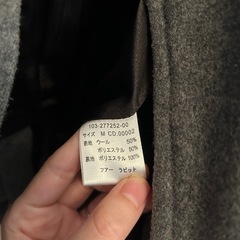 103-277252-00
サイズ M CD.00002
表地 ウール 50%
ポリエステル 50%
裏地 ポリエステル 100%
ファー ラビット